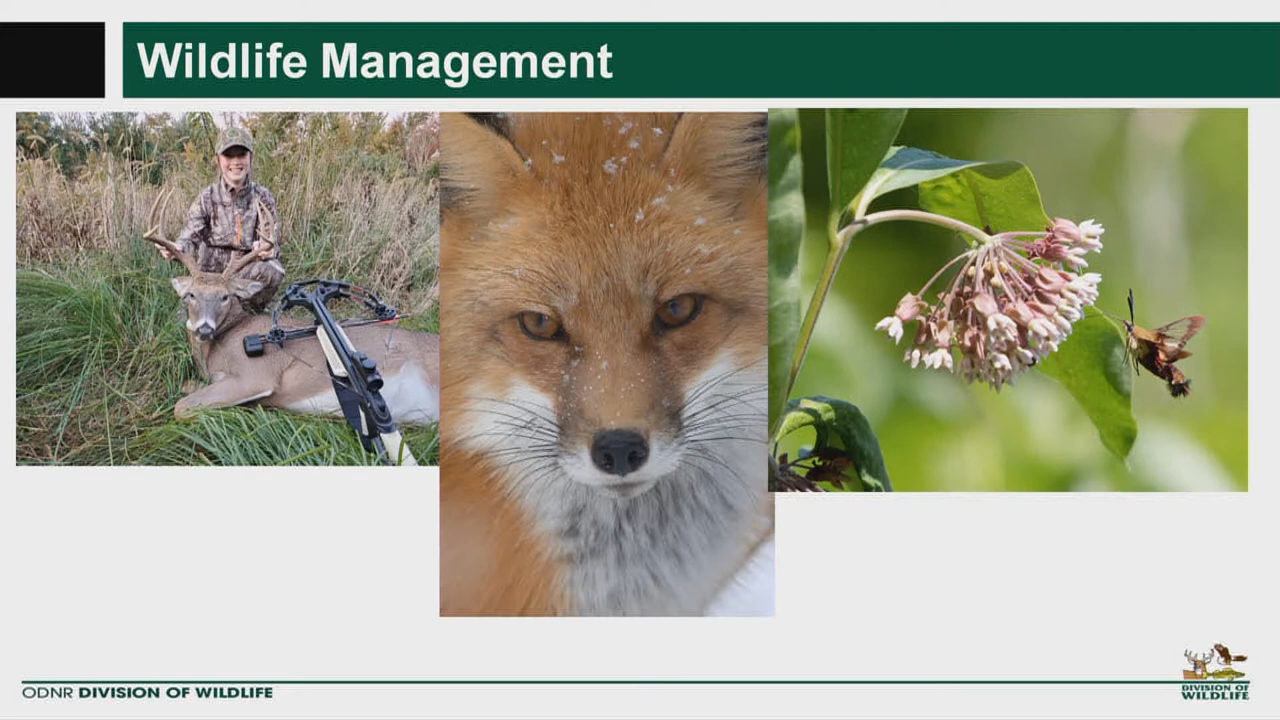 Wildlife Management
ODNR DIVISION OF WILDLIFE
DIVISION OF
WILDLIFE